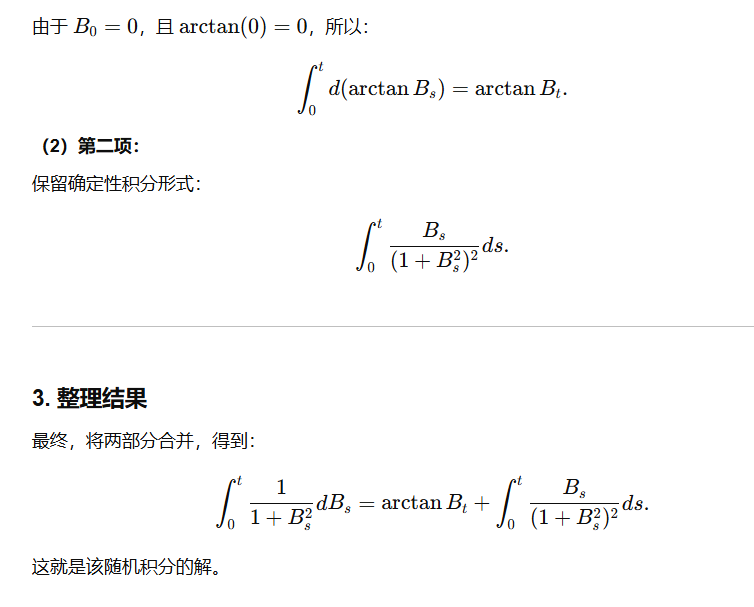 由于 $B_0 = 0$，且 $\arctan(0) = 0$，所以：
$$\int_0^t d(\arctan B_s) = \arctan B_t.$$
（2）第二项：
保留确定性积分形式：
$$\int_0^t \frac{B_s}{(1 + B_s^2)^2} ds.$$
3. 整理结果
最终，将两部分合并，得到：
$$\int_0^t \frac{1}{1 + B_s^2} dB_s = \arctan B_t + \int_0^t \frac{B_s}{(1 + B_s^2)^2} ds.$$
这就是该随机积分的解。